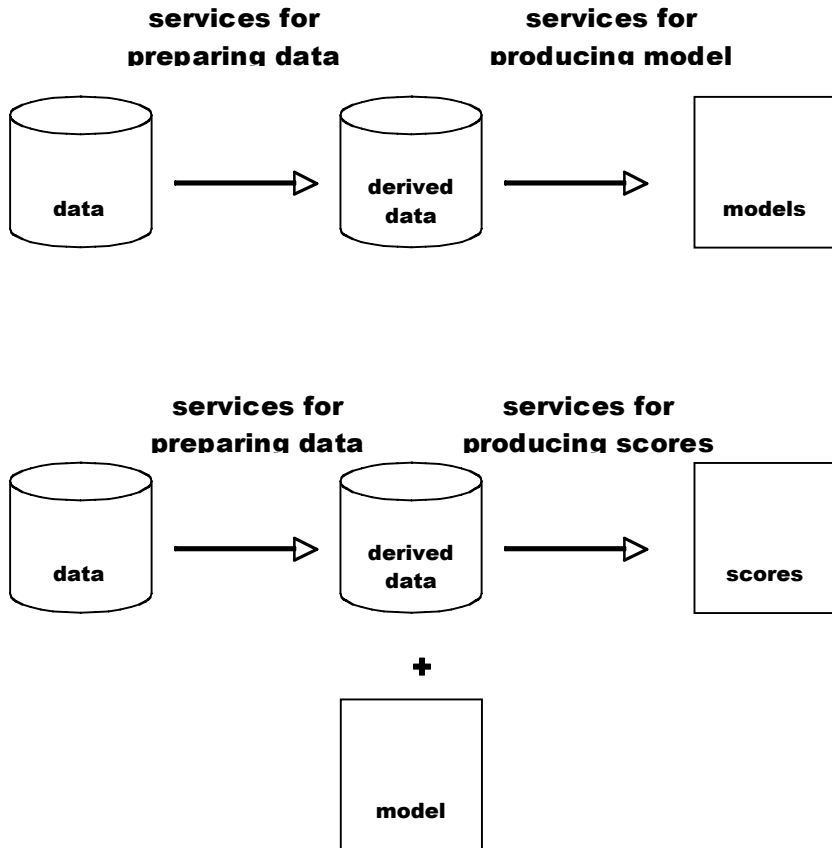 services for
preparing data
services for
producing model
data
derived
data
models
services for
preparing data
services for
producing scores
data
derived
data
scores
+
model